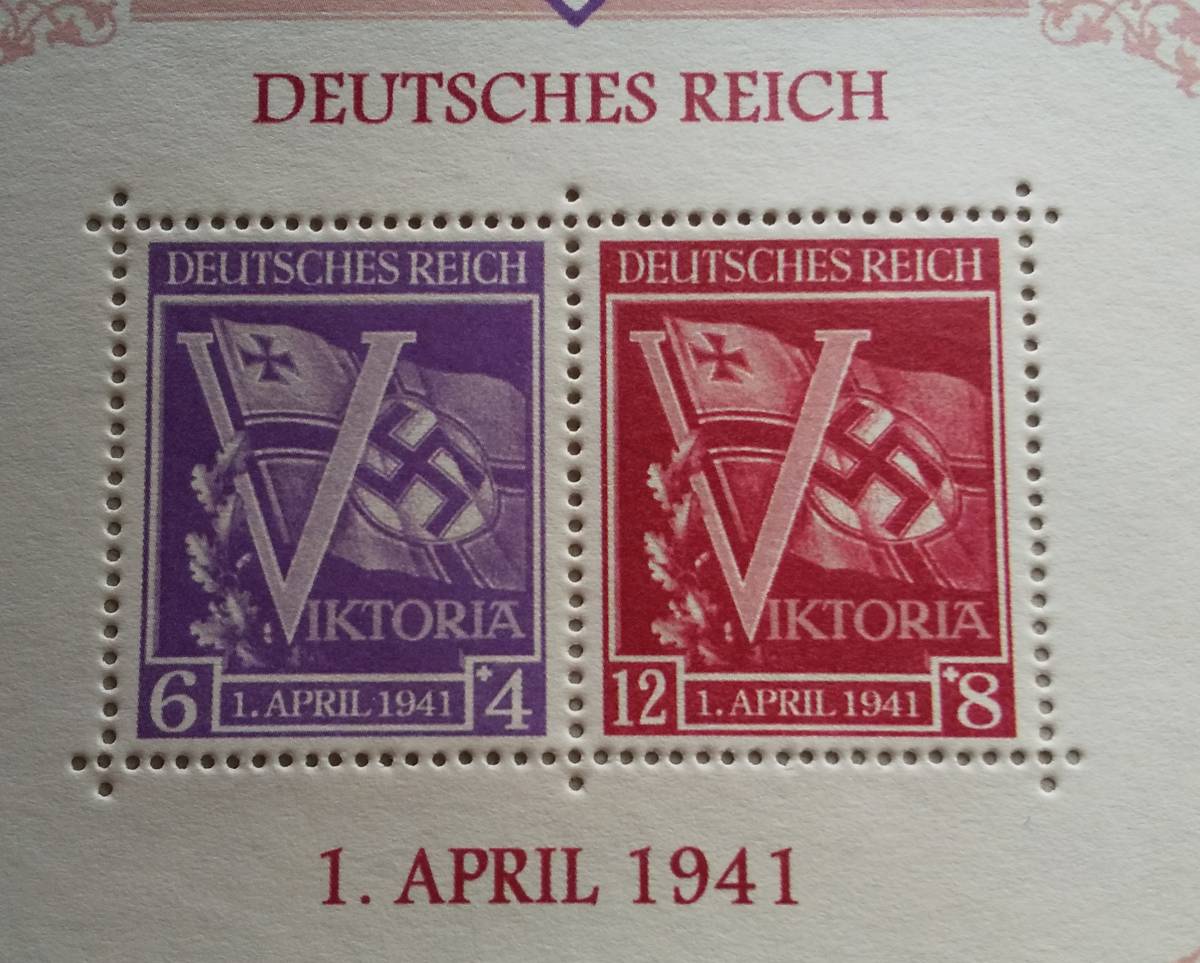 DEUTSCHES REICH
DEUTSCHES REICH
VIKTORIA
6
1. APRIL 1941
+4
DEUTSCHES REICH
VIKTORIA
12
1. APRIL 1941
+8
1. APRIL 1941